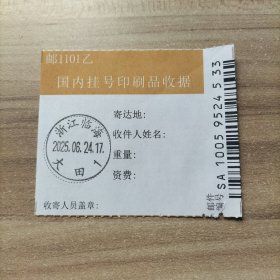 邮1101乙
国内挂号印刷品收据
寄达地：
收件人姓名：
重量：
资费：
浙江临海
2025.06.24.17.
大田1
收寄人员盖章：
邮件
编号
SA 1005 9524 5 33